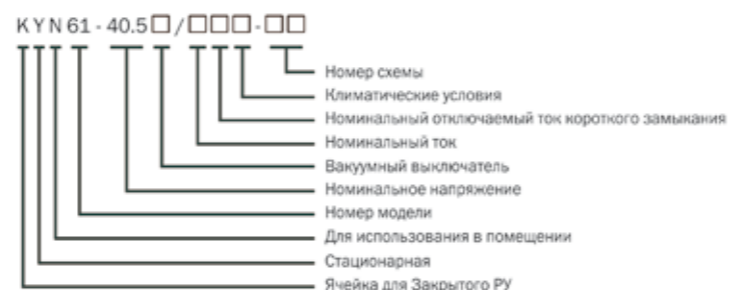 KYN61-40.5□/□□□-□□
Номер схемы
Климатические условия
Номинальный отключаемый ток короткого замыкания
Номинальный ток
Вакуумный выключатель
Номинальное напряжение
Номер модели
Для использования в помещении
Стационарная
Ячейка для Закрытого РУ